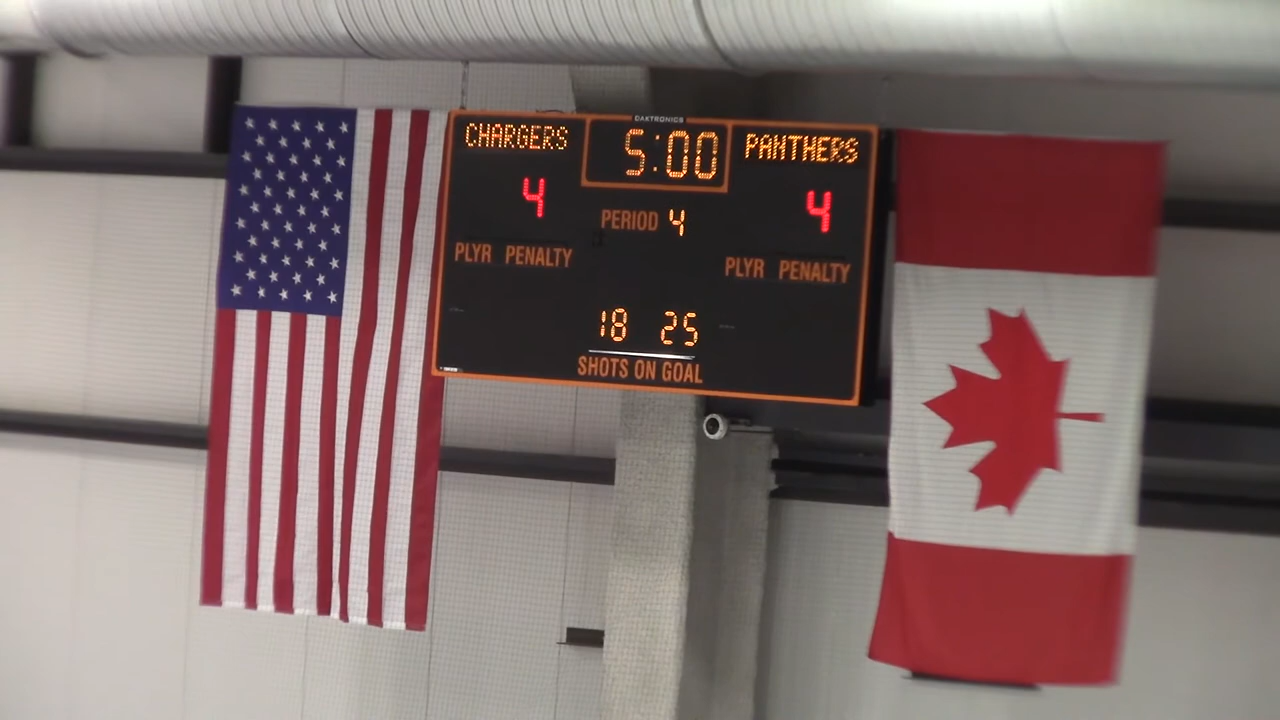 DAKTRONICS
CHARGERS 5:00 PANTHERS
4 4
PERIOD 4
PLYR PENALTY PLYR PENALTY
18 25
SHOTS ON GOAL